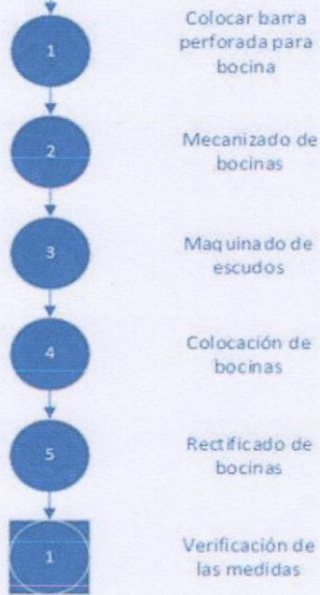 1
Colocar barra
perforada para
bocina
2
Mecanizado de
bocinas
3
Maquinado de
escudos
4
Colocación de
bocinas
5
Rectificado de
bocinas
1
Verificación de
las medidas